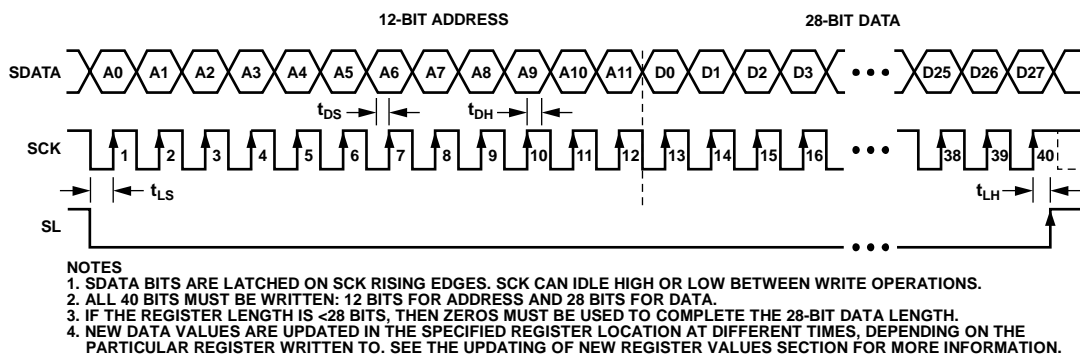 12-BIT ADDRESS 28-BIT DATA
SDATA A0 A1 A2 A3 A4 A5 A6 A7 A8 A9 A10 A11 D0 D1 D2 D3 ••• D25 D26 D27
tDS tDH
SCK 1 2 3 4 5 6 7 8 9 10 11 12 13 14 15 16 ••• 38 39 40
tLS tLH
SL •••
NOTES
1. SDATA BITS ARE LATCHED ON SCK RISING EDGES. SCK CAN IDLE HIGH OR LOW BETWEEN WRITE OPERATIONS.
2. ALL 40 BITS MUST BE WRITTEN: 12 BITS FOR ADDRESS AND 28 BITS FOR DATA.
3. IF THE REGISTER LENGTH IS <28 BITS, THEN ZEROS MUST BE USED TO COMPLETE THE 28-BIT DATA LENGTH.
4. NEW DATA VALUES ARE UPDATED IN THE SPECIFIED REGISTER LOCATION AT DIFFERENT TIMES, DEPENDING ON THE
PARTICULAR REGISTER WRITTEN TO. SEE THE UPDATING OF NEW REGISTER VALUES SECTION FOR MORE INFORMATION.